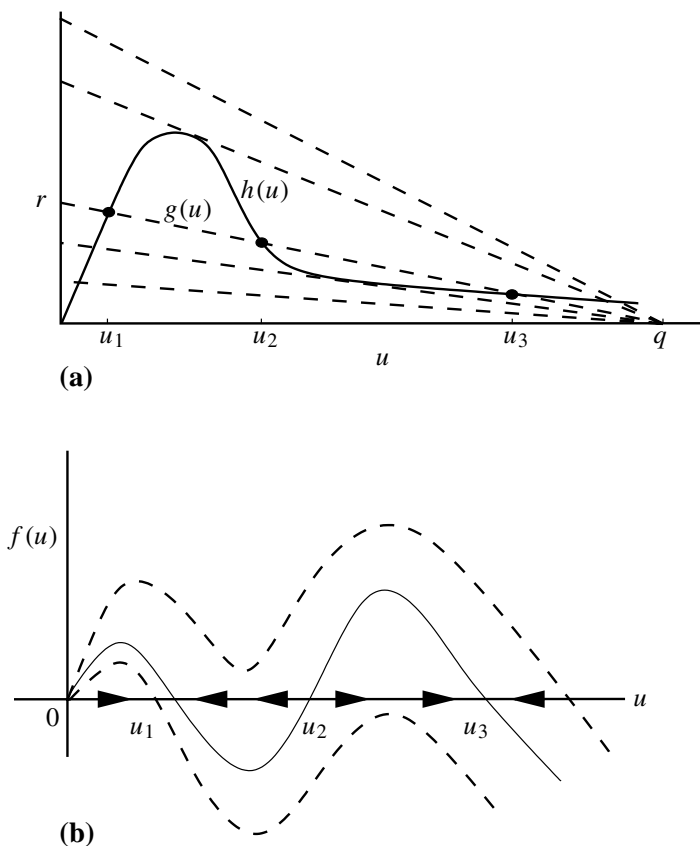 r
g(u)
h(u)
u₁ u₂ u₃ q
u
(a)
f(u)
0 u₁ u₂ u₃ u
(b)